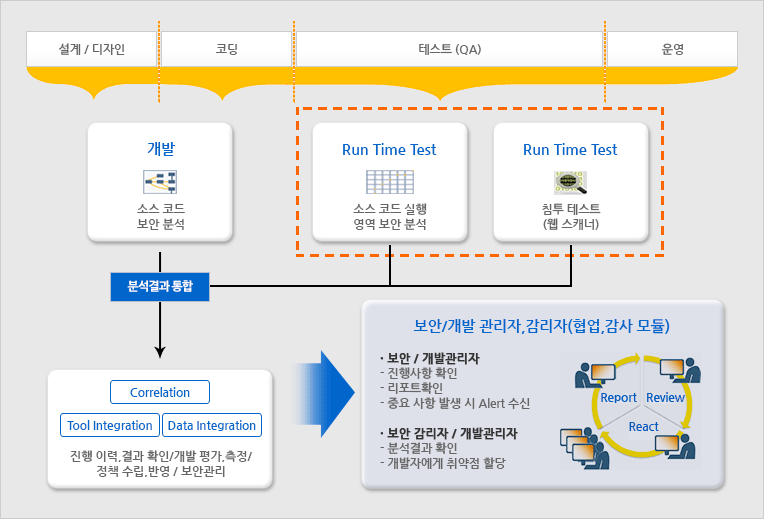 설계 / 디자인
코딩
테스트 (QA)
운영
개발
소스 코드
보안 분석
Run Time Test
소스 코드 실행
영역 보안 분석
Run Time Test
침투 테스트
(웹 스캐너)
분석결과 통합
Correlation
Tool Integration
Data Integration
진행 이력,결과 확인/개발 평가,측정/
정책 수립,반영 / 보안관리
보안/개발 관리자,감리자(협업,감사 모듈)
· 보안 / 개발관리자
- 진행사항 확인
- 리포트확인
- 중요 사항 발생 시 Alert 수신
· 보안 감리자 / 개발관리자
- 분석결과 확인
- 개발자에게 취약점 할당
Report
Review
React